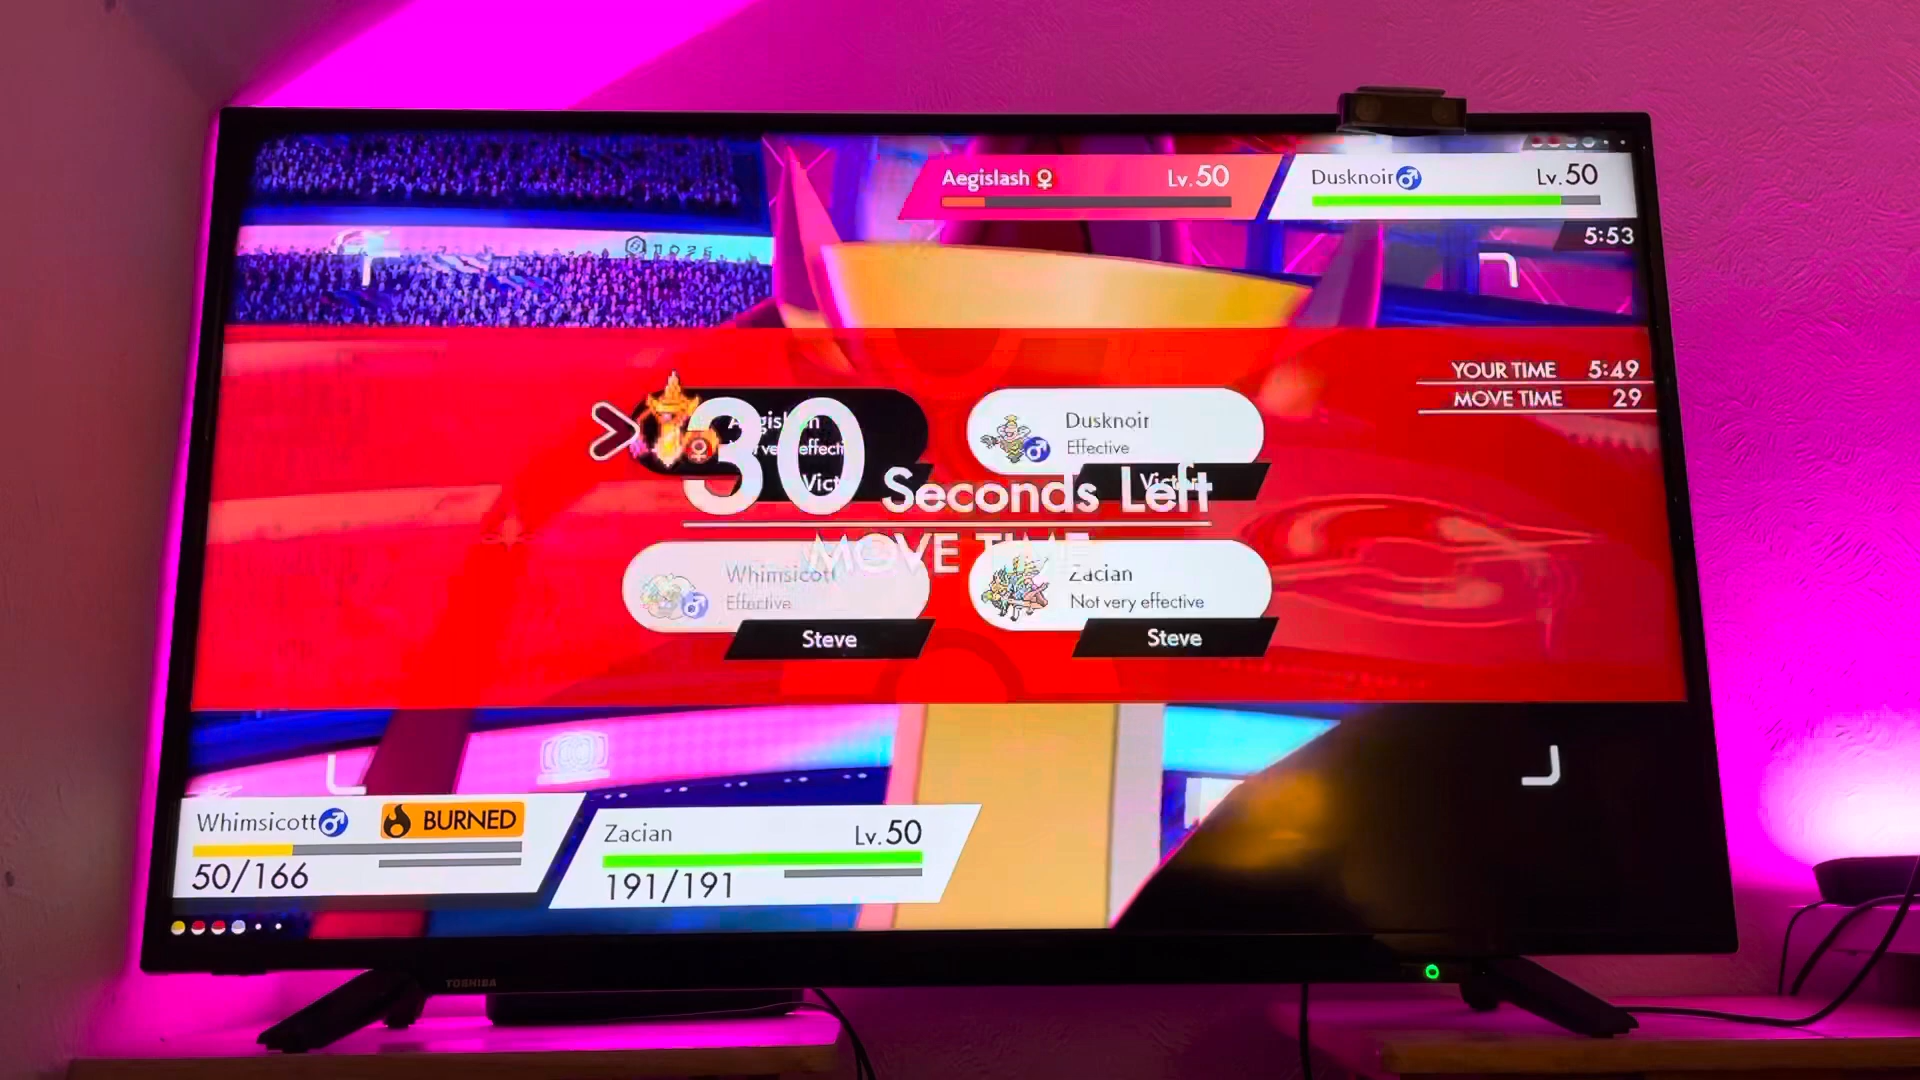 Aegislash♀ Lv.50
Dusknoir♂ Lv.50
5:53
YOUR TIME 5:49
MOVE TIME 29
Dusknoir
Effective
30 Seconds Left
MOVE TIME
Whimsicott
Effective
Steve
Zacian
Not very effective
Steve
Whimsicott♂ BURNED
50/166
Zacian Lv.50
191/191
TOSHIBA